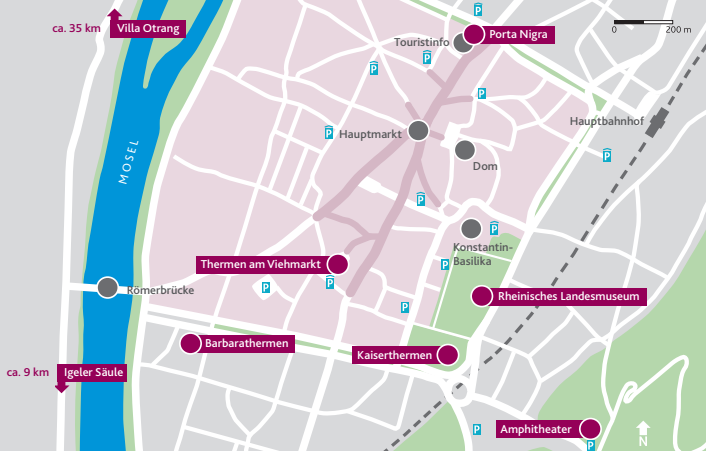 ca. 35 km
Villa Otrang
P
Porta Nigra
Touristinfo
0
200 m
P
P
P
Hauptbahnhof
P
Hauptmarkt
MOSEL
P
Dom
P
P
Konstantin-
Basilika
Thermen am Viehmarkt
P
P
P
Römerbrücke
Rheinisches Landesmuseum
P
Barbarathermen
Kaiserthermen
ca. 9 km
Igeler Säule
P
Amphitheater
P
N